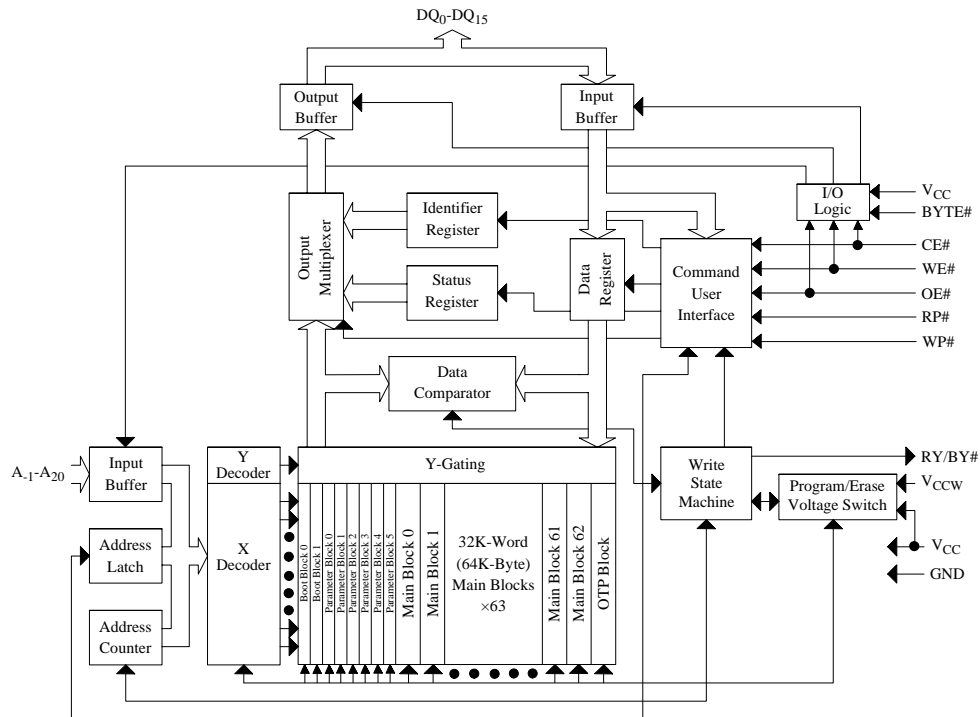 DQ0-DQ15
Output
Buffer
Input
Buffer
I/O
Logic
VCC
BYTE#
Output
Multiplexer
Identifier
Register
Status
Register
Data
Register
Command
User
Interface
CE#
WE#
OE#
RP#
WP#
Data
Comparator
A-1-A20
Input
Buffer
Y
Decoder
Y-Gating
Write
State
Machine
RY/BY#
Program/Erase
Voltage Switch
VCCW
VCC
GND
Address
Latch
X
Decoder
Address
Counter
Boot Block 0
Boot Block 1
Parameter Block 0
Parameter Block 1
Parameter Block 2
Parameter Block 3
Parameter Block 4
Parameter Block 5
Main Block 0
Main Block 1
32K-Word
(64K-Byte)
Main Blocks
×63
Main Block 61
Main Block 62
OTP Block